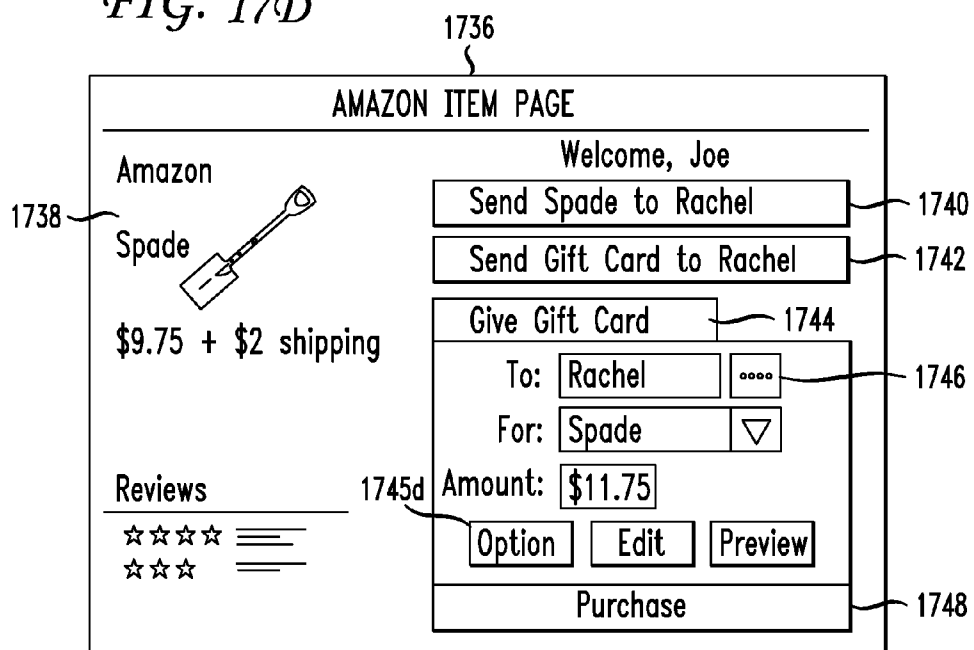 FIG. 17D
1736
AMAZON ITEM PAGE
Welcome, Joe
Amazon
1738
Spade
$9.75 + $2 shipping
Send Spade to Rachel
1740
Send Gift Card to Rachel
1742
Give Gift Card
1744
To: Rachel
1746
For: Spade
Amount: $11.75
1745d
Option Edit Preview
Purchase
1748
Reviews